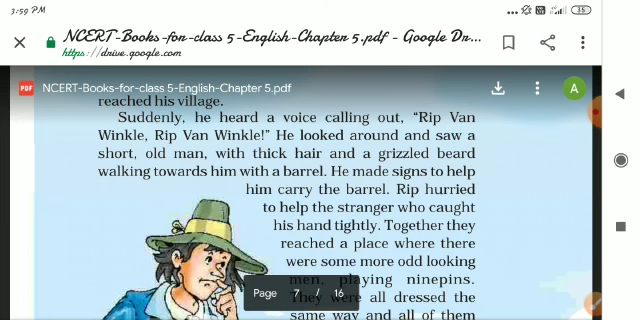 3:59 PM
35
NCERT-Books-for-class 5-English-Chapter 5.pdf - Google Dr...
https://drive.google.com
PDF NCERT-Books-for-class 5-English-Chapter 5.pdf
A
reached his village.
Suddenly, he heard a voice calling out, “Rip Van
Winkle, Rip Van Winkle!” He looked around and saw a
short, old man, with thick hair and a grizzled beard
walking towards him with a barrel. He made signs to help
him carry the barrel. Rip hurried
to help the stranger who caught
his hand tightly. Together they
reached a place where there
were some more odd looking
men, playing ninepins.
They were all dressed the
same way and all of them
Page 7 / 16